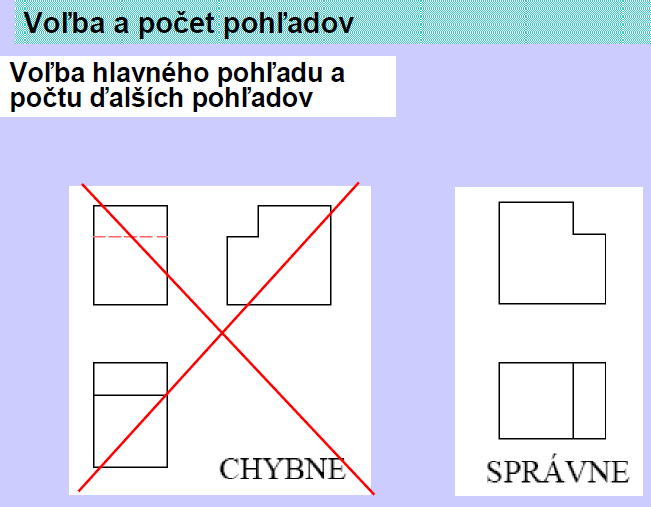 Voľba a počet pohľadov
Voľba hlavného pohľadu a
počtu ďalších pohľadov
CHYBNE
SPRÁVNE